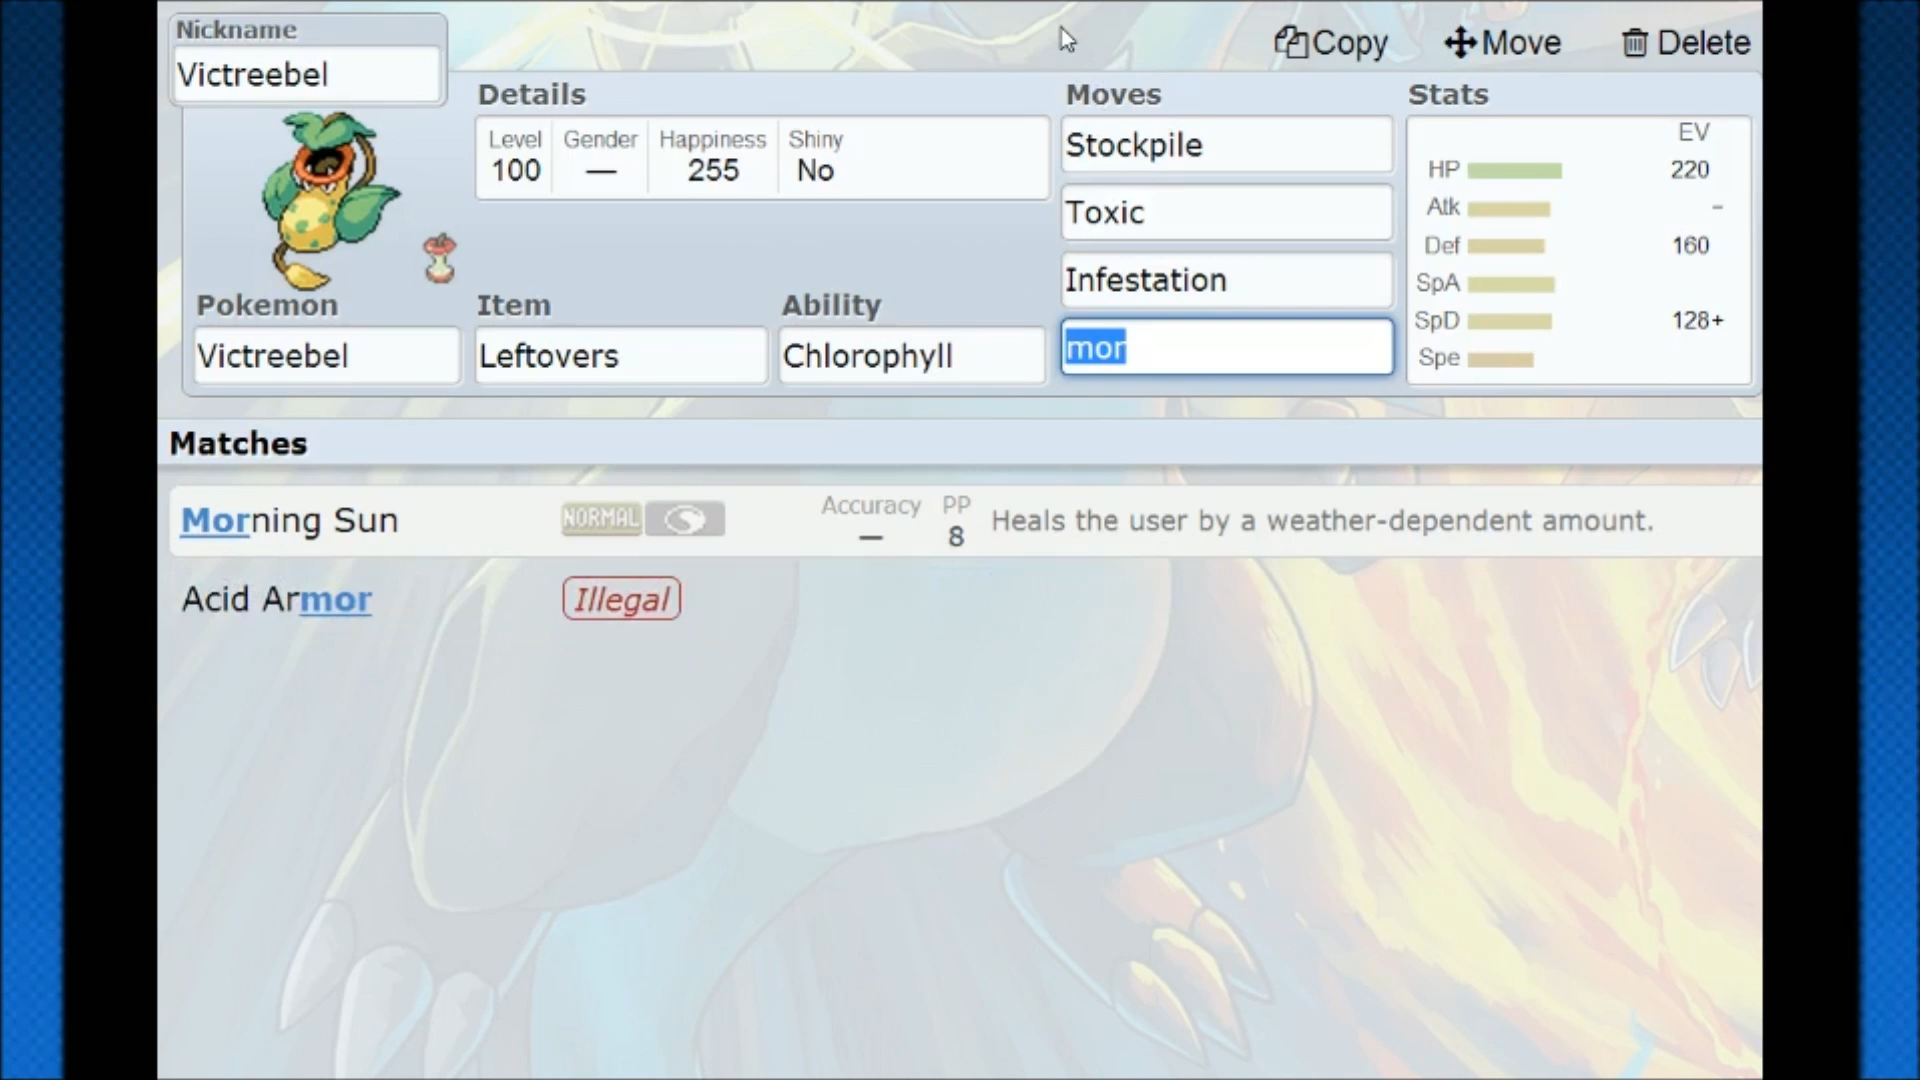 Nickname
Victreebel
Copy
Move
Delete
Details
Moves
Stats
Level
Gender
Happiness
Shiny
100
—
255
No
Stockpile
Toxic
Infestation
mor
EV
HP 220
Atk –
Def 160
SpA
SpD 128+
Spe
Pokemon
Item
Ability
Victreebel
Leftovers
Chlorophyll
Matches
Morning Sun NORMAL
Accuracy
—
PP
8
Heals the user by a weather-dependent amount.
Acid Armor Illegal